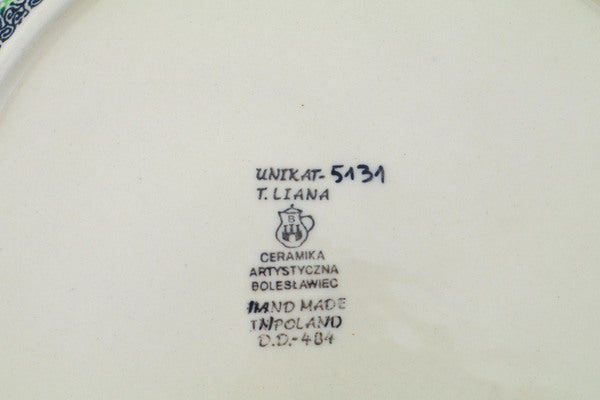 UNIKAT-5131
T. LIANA
B
CERAMIKA
ARTYSTYCZNA
BOLESŁAWIEC
HAND MADE
IN POLAND
D.D.-484